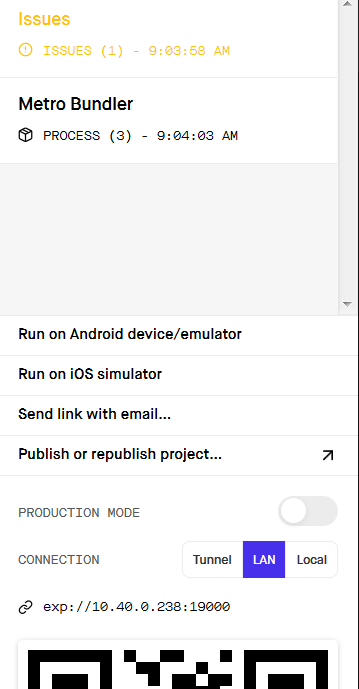 Issues
ISSUES (1) - 9:03:58 AM
Metro Bundler
PROCESS (3) - 9:04:03 AM
Run on Android device/emulator
Run on iOS simulator
Send link with email...
Publish or republish project...
PRODUCTION MODE
CONNECTION Tunnel LAN Local
exp://10.40.0.238:19000